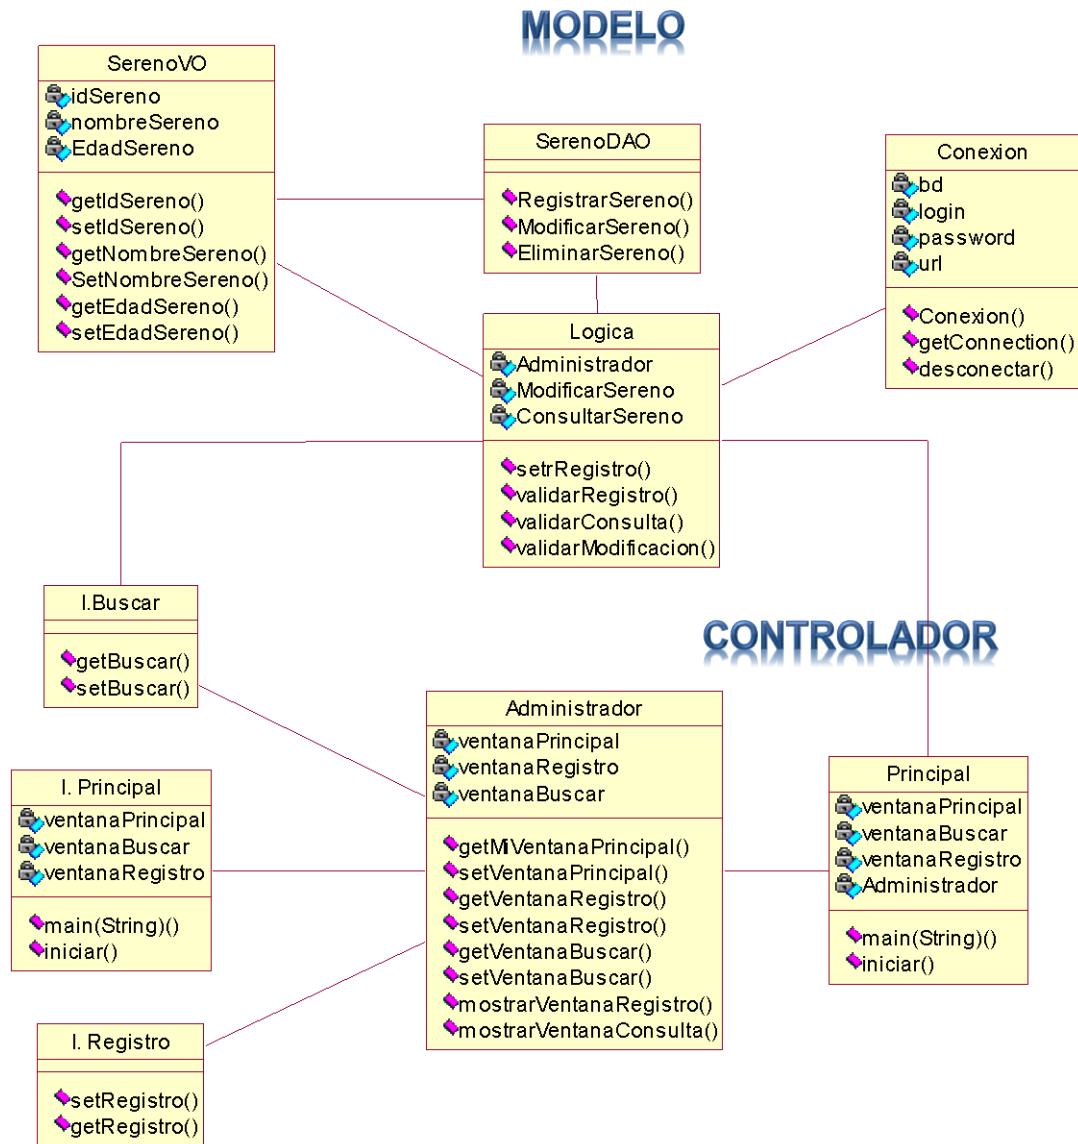 MODELO
SerenoVO
idSereno
nombreSereno
EdadSereno
getIdSereno()
setIdSereno()
getNombreSereno()
SetNombreSereno()
getEdadSereno()
setEdadSereno()
SerenoDAO
RegistrarSereno()
ModificarSereno()
EliminarSereno()
Conexion
bd
login
password
url
Conexion()
getConnection()
desconectar()
Logica
Administrador
ModificarSereno
ConsultarSereno
setrRegistro()
validarRegistro()
validarConsulta()
validarModificacion()
I.Buscar
getBuscar()
setBuscar()
CONTROLADOR
Administrador
ventanaPrincipal
ventanaRegistro
ventanaBuscar
getMiVentanaPrincipal()
setVentanaPrincipal()
getVentanaRegistro()
setVentanaRegistro()
getVentanaBuscar()
setVentanaBuscar()
mostrarVentanaRegistro()
mostrarVentanaConsulta()
I. Principal
ventanaPrincipal
ventanaBuscar
ventanaRegistro
main(String)()
iniciar()
Principal
ventanaPrincipal
ventanaBuscar
ventanaRegistro
Administrador
main(String)()
iniciar()
I. Registro
setRegistro()
getRegistro()